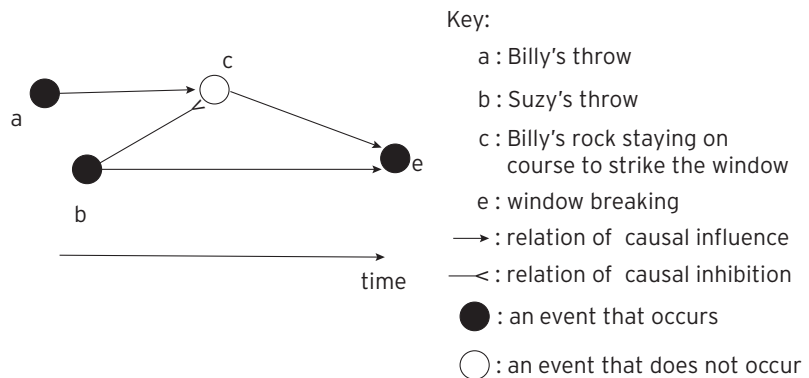 c
a
b
e
time
Key:
a : Billy's throw
b : Suzy's throw
c : Billy's rock staying on
course to strike the window
e : window breaking
: relation of causal influence
: relation of causal inhibition
: an event that occurs
: an event that does not occur